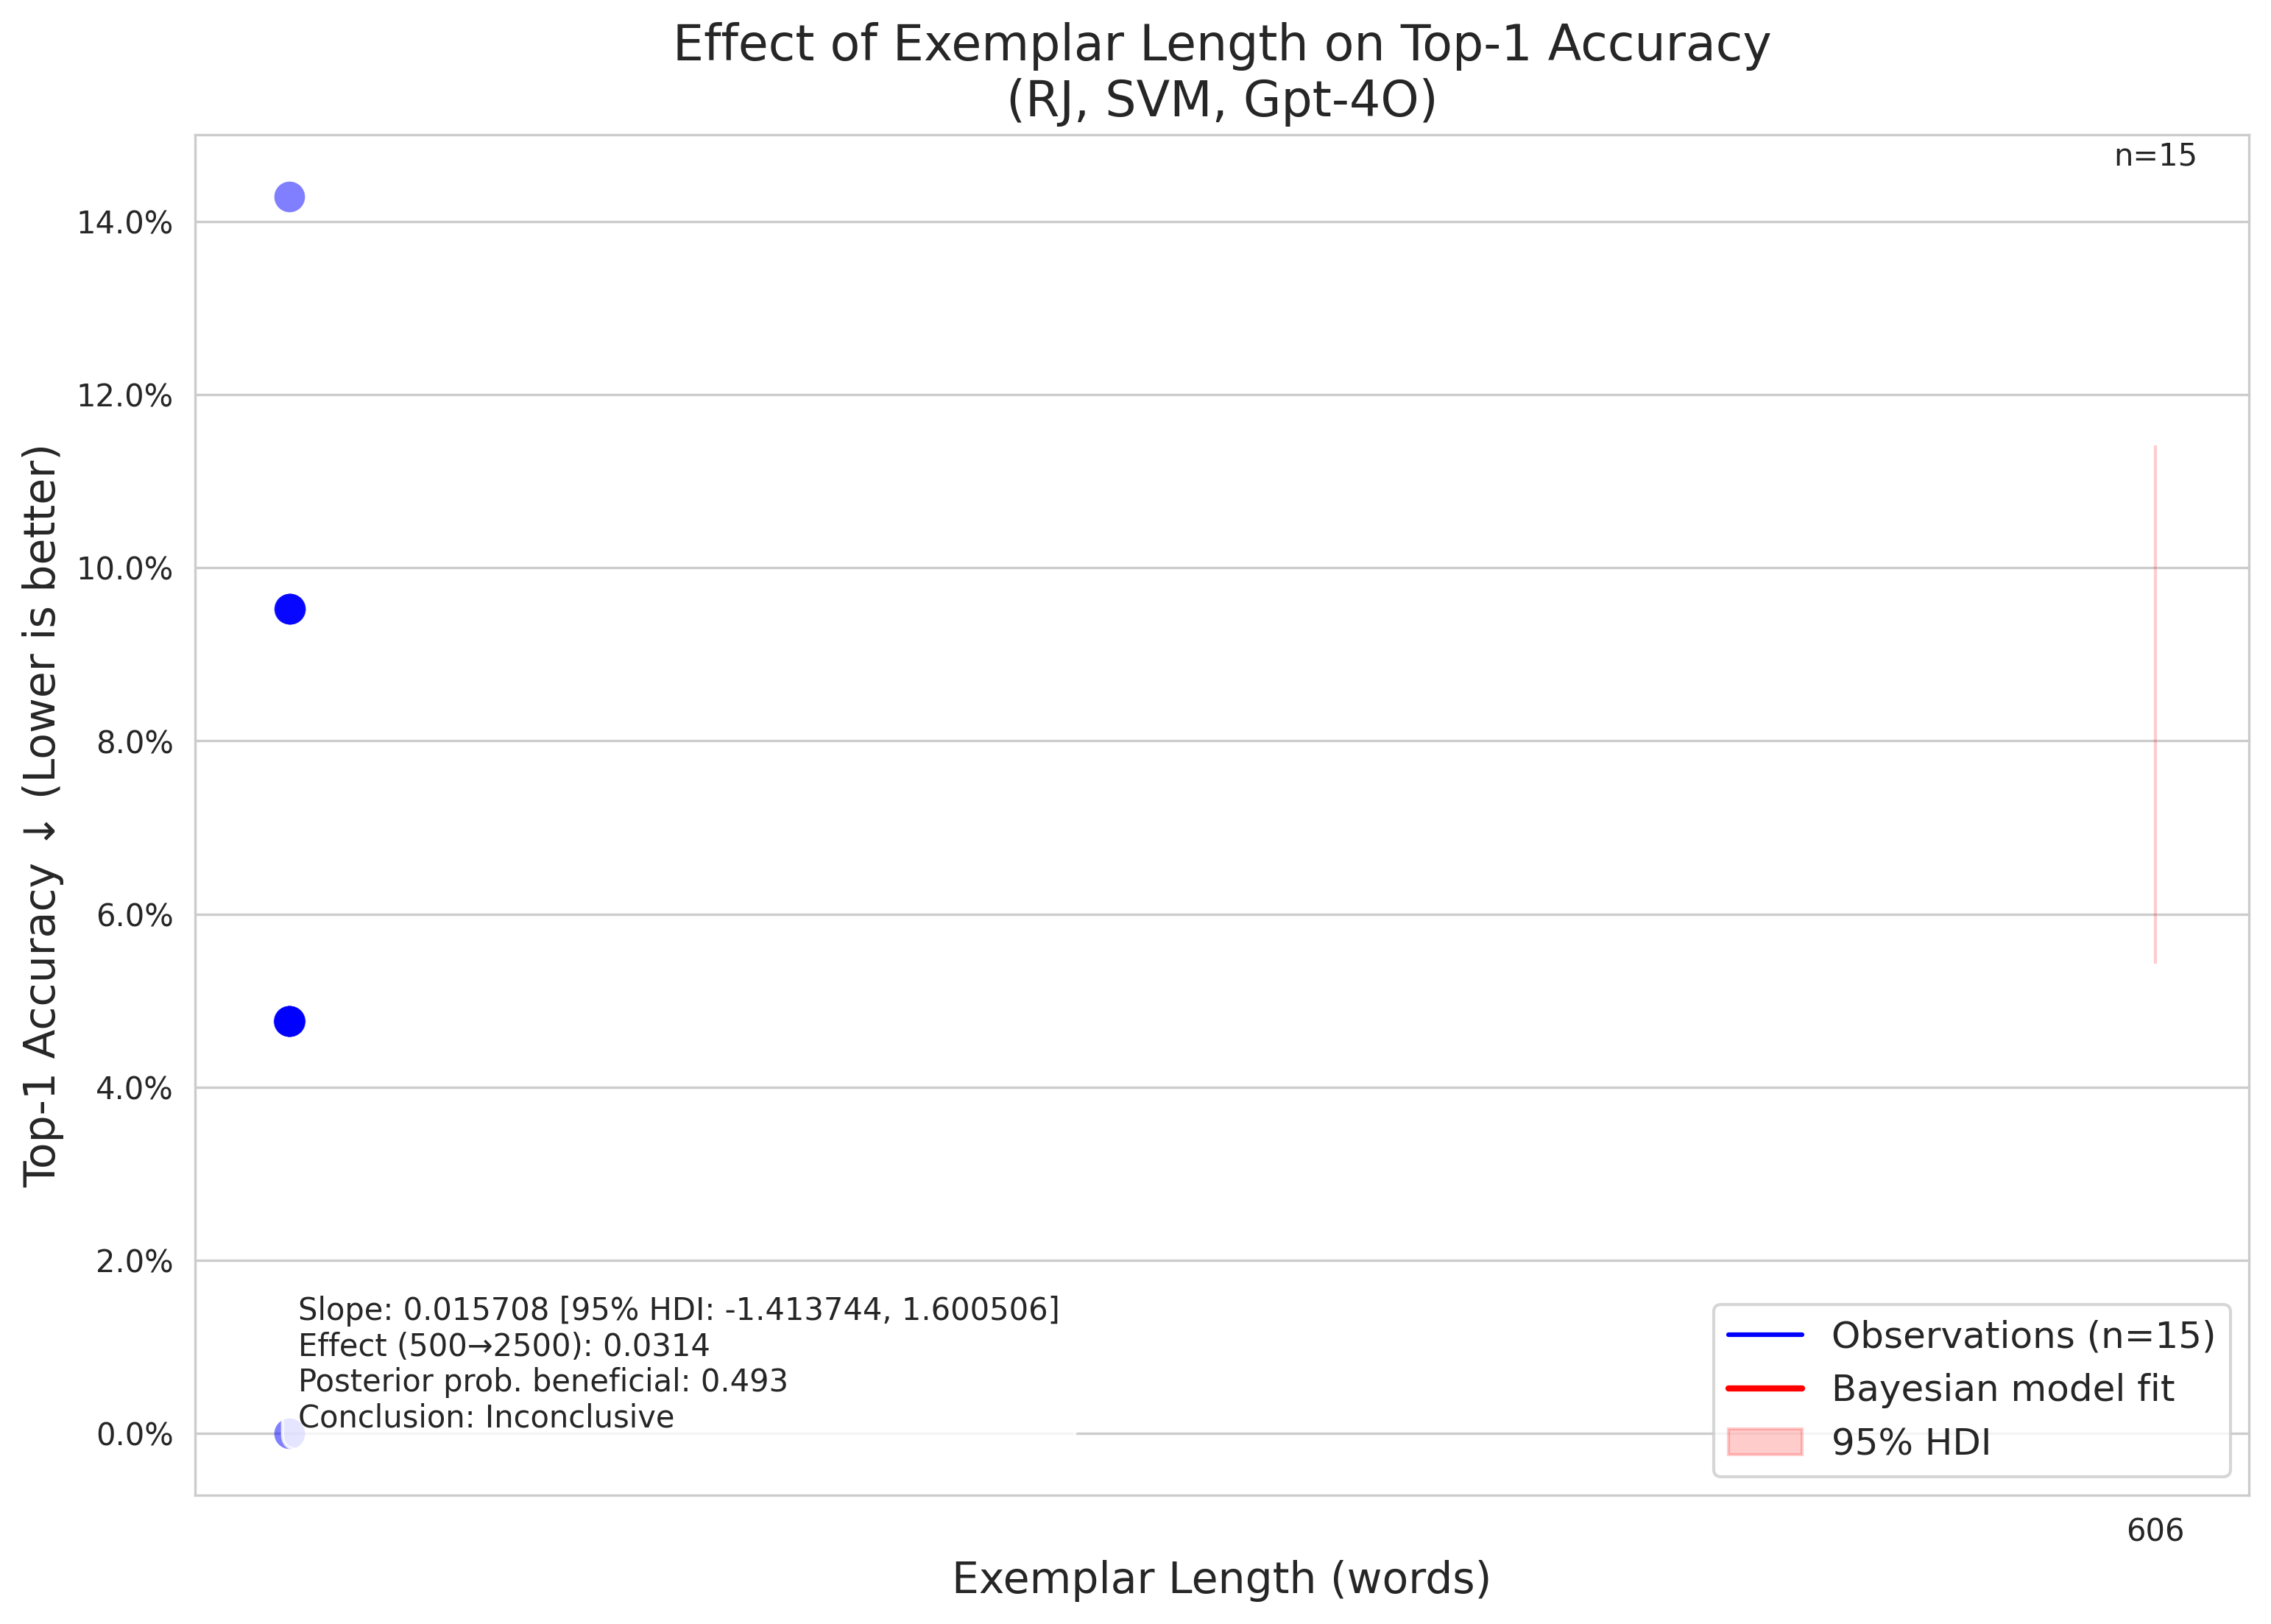 Effect of Exemplar Length on Top-1 Accuracy
(RJ, SVM, Gpt-4O)
n=15
14.0%
12.0%
10.0%
8.0%
6.0%
4.0%
2.0%
0.0%
Top-1 Accuracy ↓ (Lower is better)
Slope: 0.015708 [95% HDI: -1.413744, 1.600506]
Effect (500→2500): 0.0314
Posterior prob. beneficial: 0.493
Conclusion: Inconclusive
Observations (n=15)
Bayesian model fit
95% HDI
606
Exemplar Length (words)